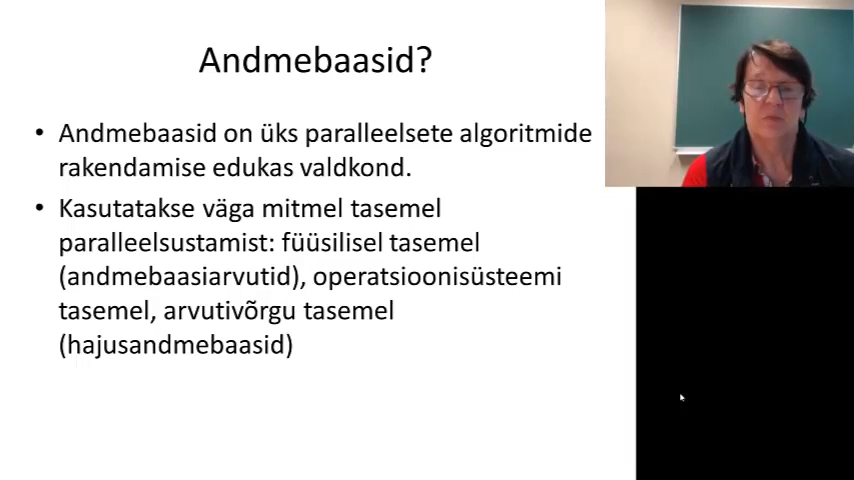 Andmebaasid?
• Andmebaasid on üks paralleelsete algoritmide
rakendamise edukas valdkond.
• Kasutatakse väga mitmel tasemel
paralleelsustamist: füüsilisel tasemel
(andmebaasiarvutid), operatsioonisüsteemi
tasemel, arvutivõrgu tasemel
(hajusandmebaasid)